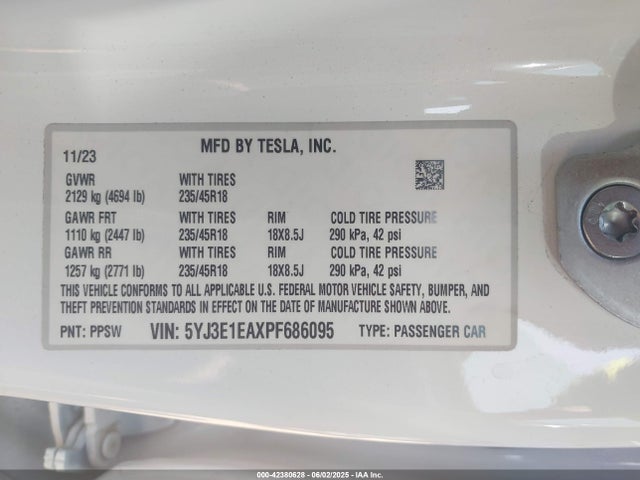 MFD BY TESLA, INC.
11/23
GVWR WITH TIRES
2129 kg (4694 lb) 235/45R18
GAWR FRT WITH TIRES RIM COLD TIRE PRESSURE
1110 kg (2447 lb) 235/45R18 18X8.5J 290 kPa, 42 psi
GAWR RR WITH TIRES RIM COLD TIRE PRESSURE
1257 kg (2771 lb) 235/45R18 18X8.5J 290 kPa, 42 psi
THIS VEHICLE CONFORMS TO ALL APPLICABLE U.S. FEDERAL MOTOR VEHICLE SAFETY, BUMPER, AND
THEFT PREVENTION STANDARDS IN EFFECT ON THE DATE OF MANUFACTURE SHOWN ABOVE.
PNT: PPSW VIN: 5YJ3E1EAXPF686095 TYPE: PASSENGER CAR
000-42380628 - 06/02/2025 - IAA Inc.